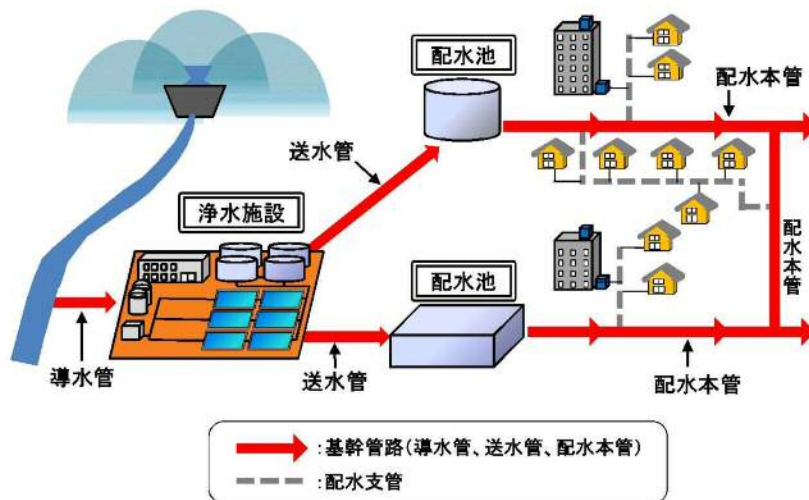 配水池
配水本管
送水管
浄水施設
配水池
配水本管
導水管
送水管
配水本管
:基幹管路(導水管、送水管、配水本管)
:配水支管